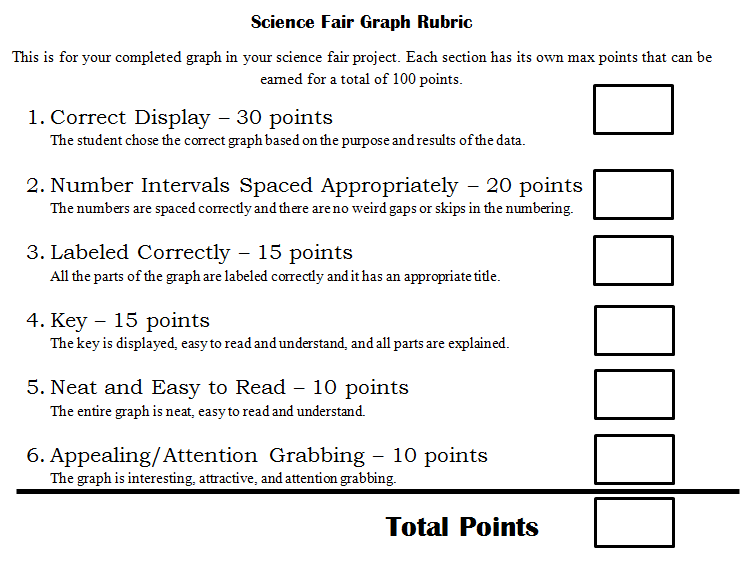 Science Fair Graph Rubric
This is for your completed graph in your science fair project. Each section has its own max points that can be
earned for a total of 100 points.
1. Correct Display – 30 points
The student chose the correct graph based on the purpose and results of the data.
2. Number Intervals Spaced Appropriately – 20 points
The numbers are spaced correctly and there are no weird gaps or skips in the numbering.
3. Labeled Correctly – 15 points
All the parts of the graph are labeled correctly and it has an appropriate title.
4. Key – 15 points
The key is displayed, easy to read and understand, and all parts are explained.
5. Neat and Easy to Read – 10 points
The entire graph is neat, easy to read and understand.
6. Appealing/Attention Grabbing – 10 points
The graph is interesting, attractive, and attention grabbing.
Total Points